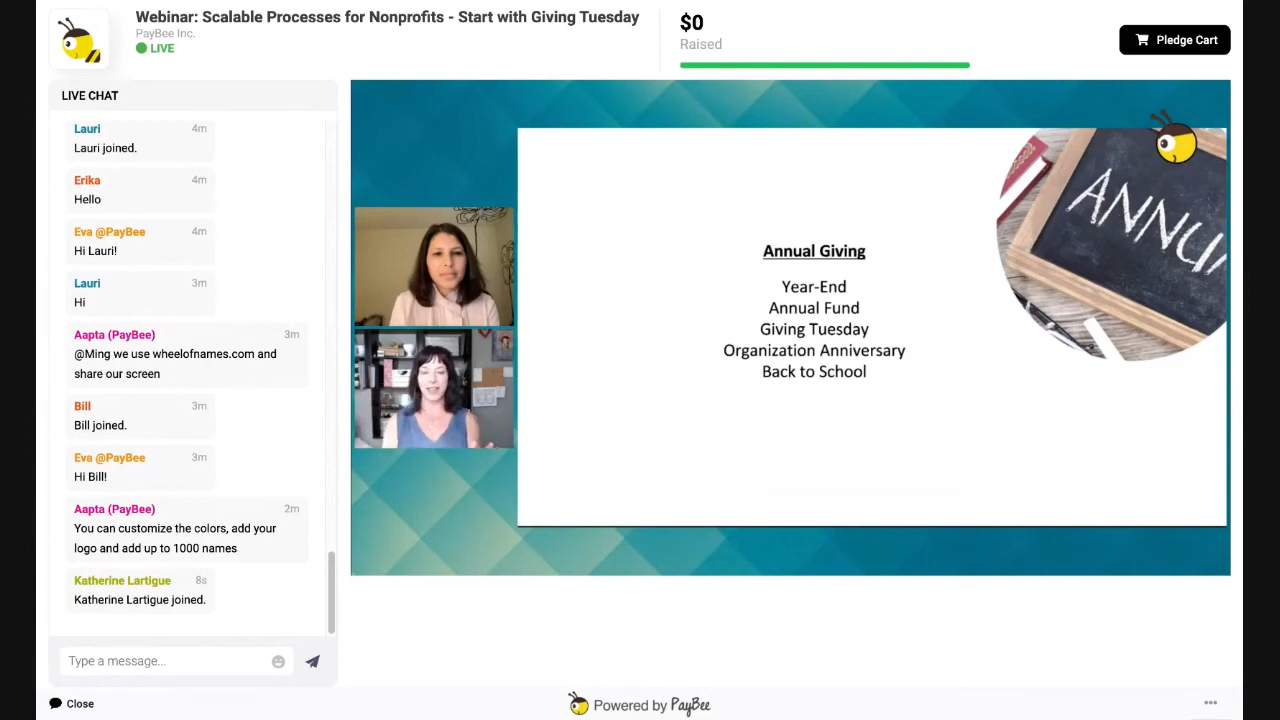 Webinar: Scalable Processes for Nonprofits - Start with Giving Tuesday
PayBee Inc.
LIVE
$0
Raised
Pledge Cart
LIVE CHAT
Lauri 4m
Lauri joined.
Erika 4m
Hello
Eva @PayBee 4m
Hi Lauri!
Lauri 3m
Hi
Aapta (PayBee) 3m
@Ming we use wheelofnames.com and
share our screen
Bill 3m
Bill joined.
Eva @PayBee 3m
Hi Bill!
Aapta (PayBee) 2m
You can customize the colors, add your
logo and add up to 1000 names
Katherine Lartigue 8s
Katherine Lartigue joined.
Type a message...
Close
Annual Giving
Year-End
Annual Fund
Giving Tuesday
Organization Anniversary
Back to School
ANNU
Powered by PayBee